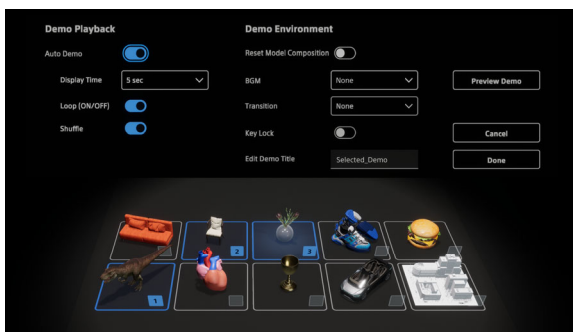 Demo Playback
Auto Demo
Display Time
5 sec
Loop (ON/OFF)
Shuffle
Demo Environment
Reset Model Composition
BGM
None
Transition
None
Key Lock
Edit Demo Title
Selected_Demo
Preview Demo
Cancel
Done
2
3
1